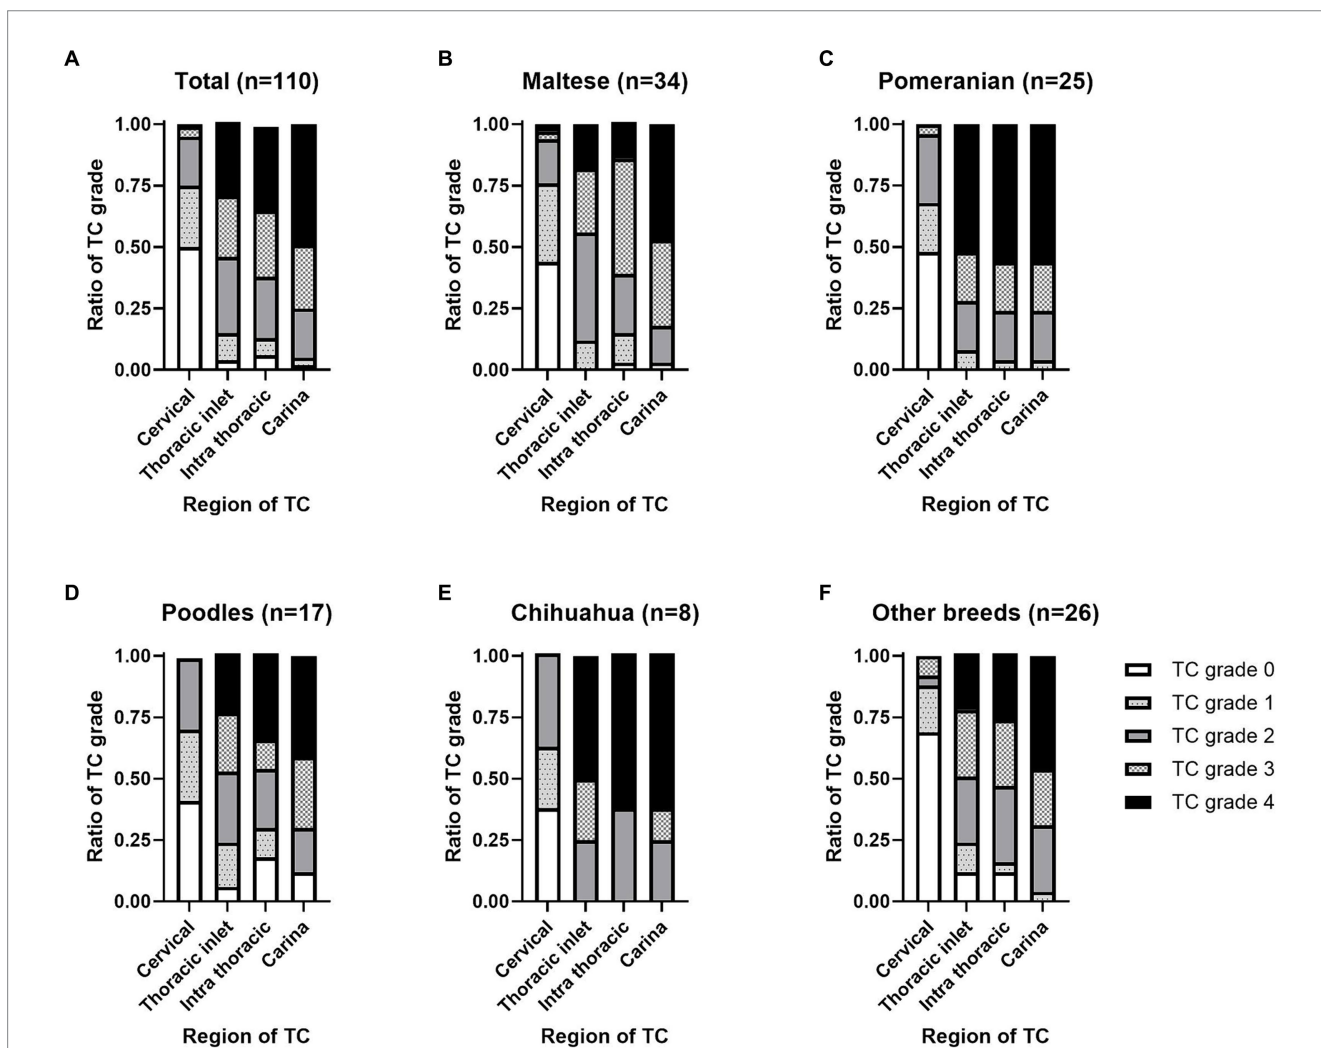 A
Total (n=110)
Ratio of TC grade
1.00
0.75
0.50
0.25
0.00
Cervical
Thoracic inlet
Intra thoracic
Carina
Region of TC
B
Maltese (n=34)
Ratio of TC grade
1.00
0.75
0.50
0.25
0.00
Cervical
Thoracic inlet
Intra thoracic
Carina
Region of TC
C
Pomeranian (n=25)
Ratio of TC grade
1.00
0.75
0.50
0.25
0.00
Cervical
Thoracic inlet
Intra thoracic
Carina
Region of TC
D
Poodles (n=17)
Ratio of TC grade
1.00
0.75
0.50
0.25
0.00
Cervical
Thoracic inlet
Intra thoracic
Carina
Region of TC
E
Chihuahua (n=8)
Ratio of TC grade
1.00
0.75
0.50
0.25
0.00
Cervical
Thoracic inlet
Intra thoracic
Carina
Region of TC
F
Other breeds (n=26)
Ratio of TC grade
1.00
0.75
0.50
0.25
0.00
Cervical
Thoracic inlet
Intra thoracic
Carina
Region of TC
TC grade 0
TC grade 1
TC grade 2
TC grade 3
TC grade 4